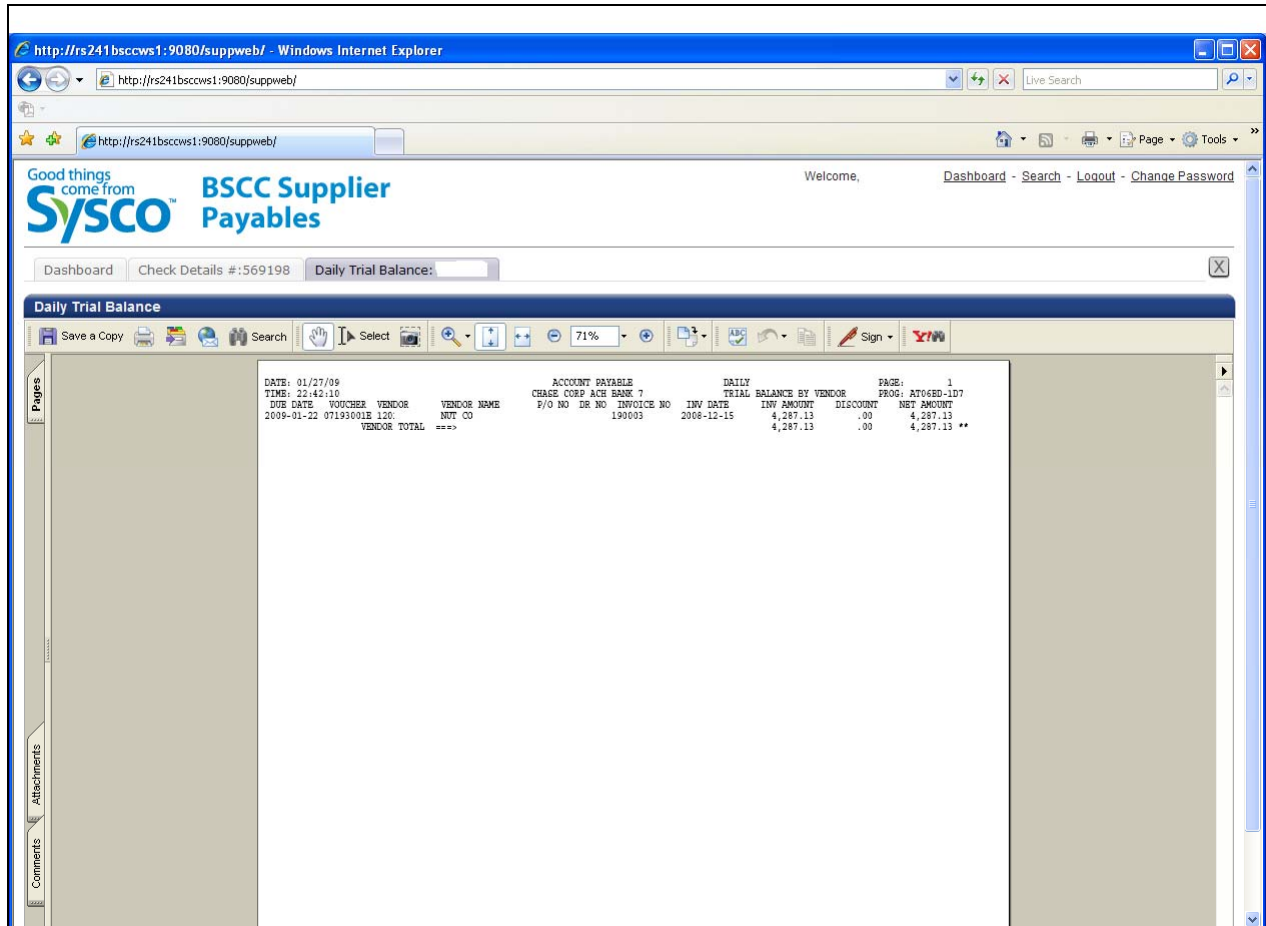 http://rs241bsccws1:9080/suppweb/ - Windows Internet Explorer
http://rs241bsccws1:9080/suppweb/
Live Search
http://rs241bsccws1:9080/suppweb/
Page Tools »
Good things
come from
Sysco™
BSCC Supplier
Payables
Welcome, Dashboard - Search - Logout - Change Password
Dashboard Check Details #:569198 Daily Trial Balance: X
Daily Trial Balance
Save a Copy Search Select 71% ABC Sign Y!
Pages
DATE: 01/27/09 ACCOUNT PAYABLE DAILY PAGE: 1
TIME: 22:42:10 CHASE CORP ACH BANK 7 TRIAL BALANCE BY VENDOR PROG: AT06BD-1D7
DUE DATE VOUCHER VENDOR VENDOR NAME P/O NO DR NO INVOICE NO INV DATE INV AMOUNT DISCOUNT NET AMOUNT
2009-01-22 07193001E 120 NUT CO 190003 2008-12-15 4,287.13 .00 4,287.13
VENDOR TOTAL ===> 4,287.13 .00 4,287.13 **
Attachments
Comments